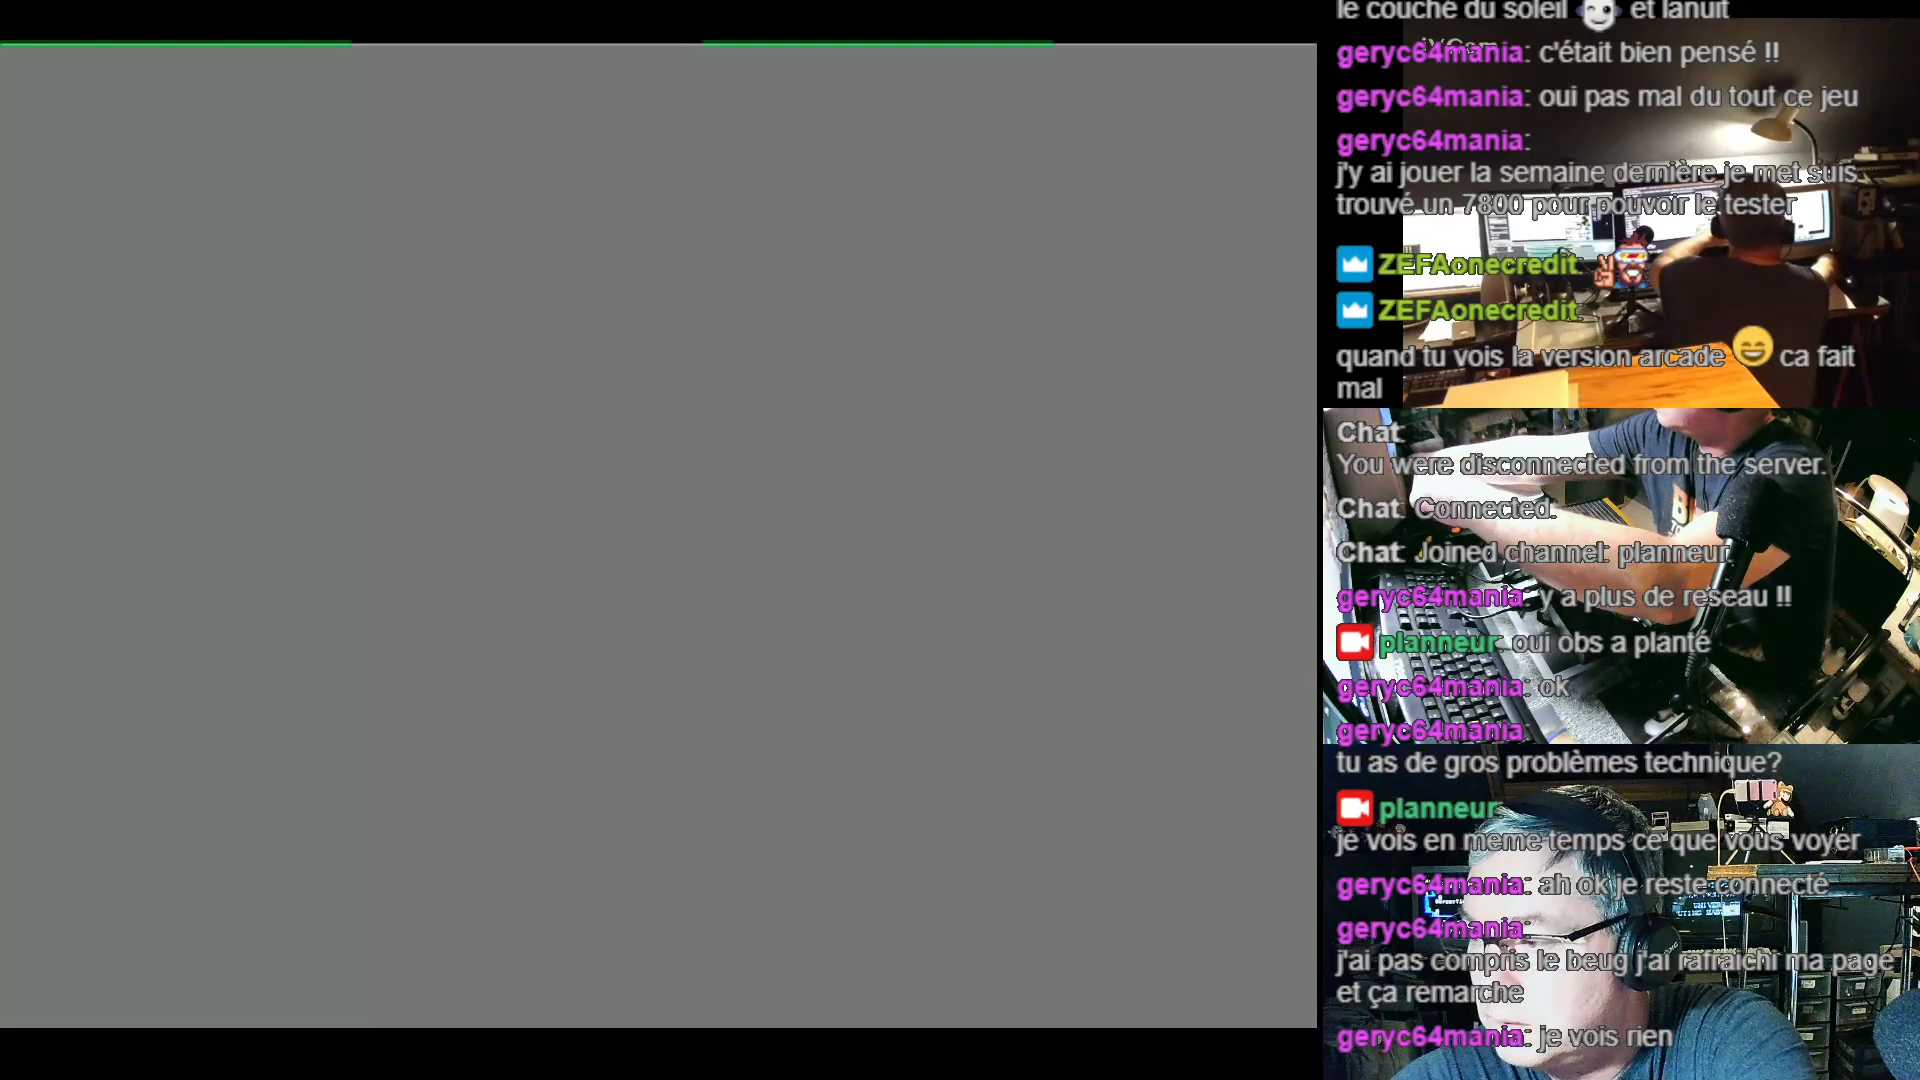 le couché du soleil et lanuit
geryc64mania: c'était bien pensé !!
geryc64mania: oui pas mal du tout ce jeu
geryc64mania:
j'y ai jouer la semaine dernière je met suis
trouvé un 7800 pour pouvoir le tester
ZEFAonecredit:
ZEFAonecredit:
quand tu vois la version arcade ca fait
mal
Chat:
You were disconnected from the server.
Chat: Connected.
Chat: Joined channel: planneur.
geryc64mania: y a plus de reseau !!
planneur: oui obs a planté
geryc64mania: ok
geryc64mania:
tu as de gros problèmes technique?
planneur:
je vois en meme temps ce que vous voyer
geryc64mania: ah ok je reste connecté
geryc64mania:
j'ai pas compris le beug j'ai rafraichi ma page
et ça remarche
geryc64mania: je vois rien